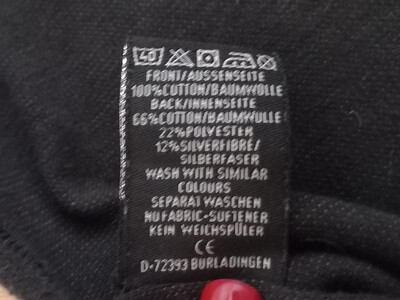 40
FRONT/AUSSENSEITE
100%COTTON/BAUMWOLLE
BACK/INNENSEITE
66%COTTON/BAUMWOLLE
22%POLYESTER
12%SILVERFIBRE/
SILBERFASER
WASH WITH SIMILAR
COLOURS
SEPARAT WASCHEN
NO FABRIC-SOFTENER
KEIN WEICHSPÜLER
CE
D-72393 BURLADINGEN